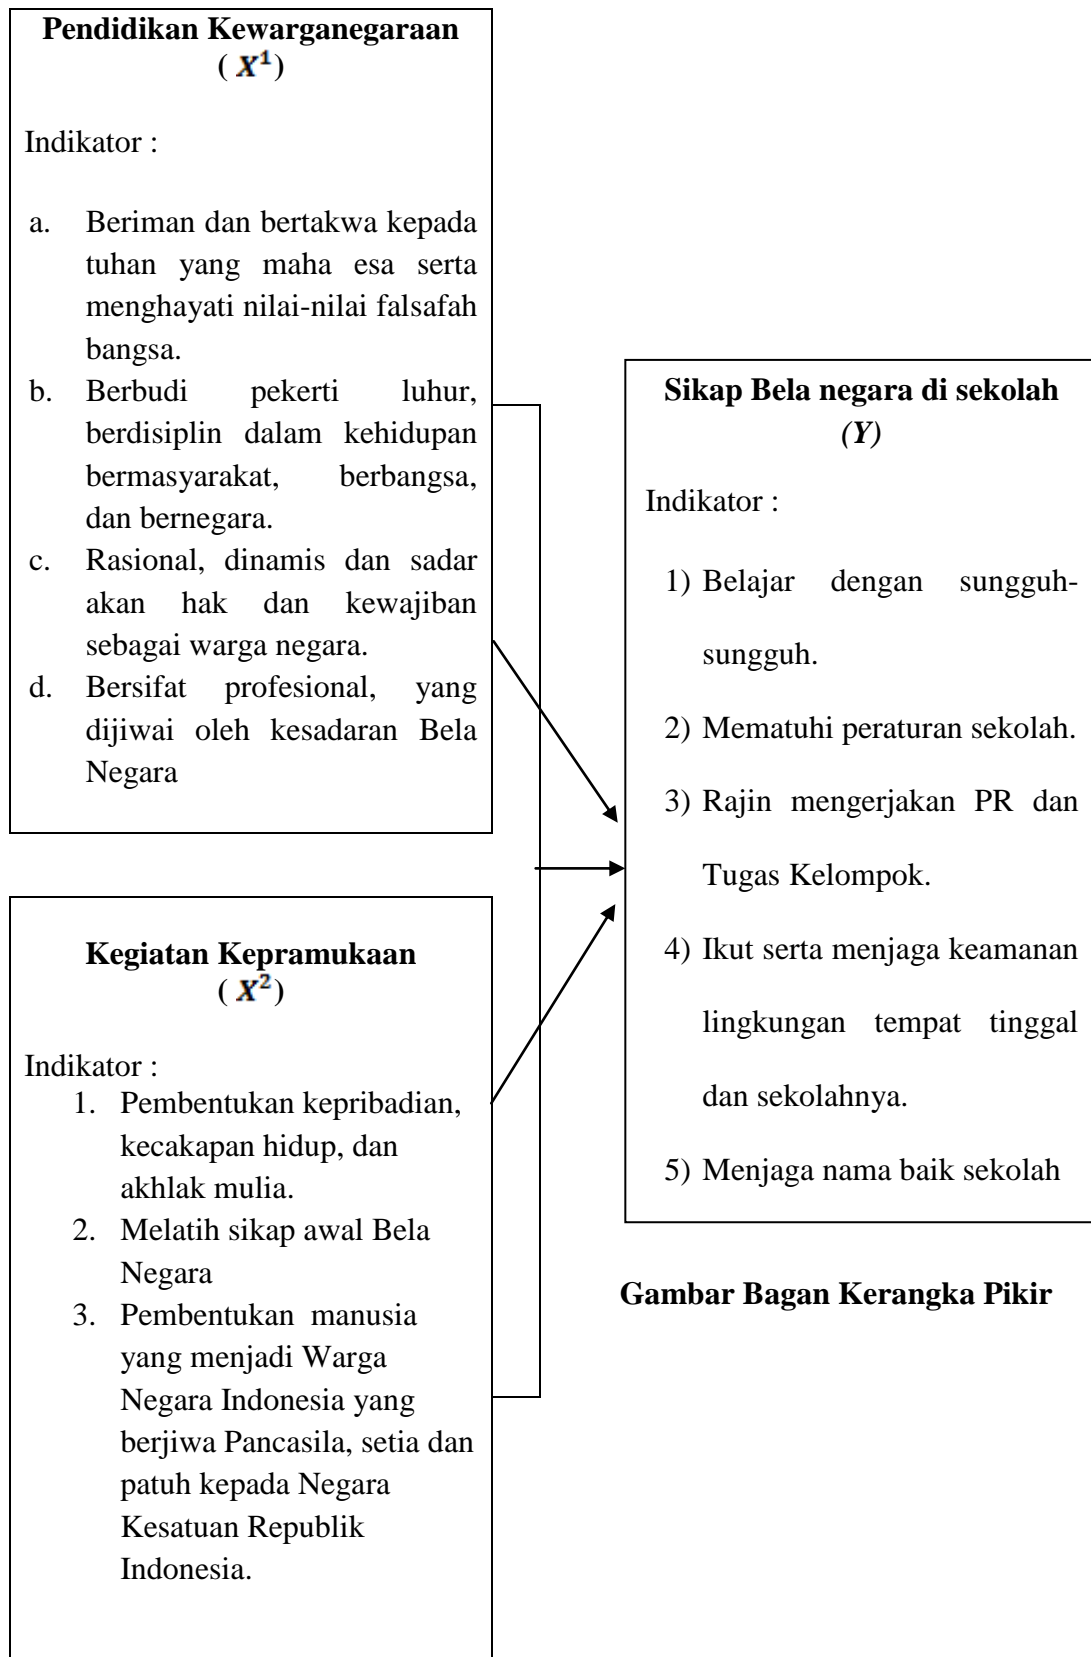 Pendidikan Kewarganegaraan
( X¹)
Indikator :
a. Beriman dan bertakwa kepada
tuhan yang maha esa serta
menghayati nilai-nilai falsafah
bangsa.
b. Berbudi pekerti luhur,
berdisiplin dalam kehidupan
bermasyarakat, berbangsa,
dan bernegara.
c. Rasional, dinamis dan sadar
akan hak dan kewajiban
sebagai warga negara.
d. Bersifat profesional, yang
dijiwai oleh kesadaran Bela
Negara
Kegiatan Kepramukaan
( X²)
Indikator :
1. Pembentukan kepribadian,
kecakapan hidup, dan
akhlak mulia.
2. Melatih sikap awal Bela
Negara
3. Pembentukan manusia
yang menjadi Warga
Negara Indonesia yang
berjiwa Pancasila, setia dan
patuh kepada Negara
Kesatuan Republik
Indonesia.
Sikap Bela negara di sekolah
(Y)
Indikator :
1) Belajar dengan sungguh-
sungguh.
2) Mematuhi peraturan sekolah.
3) Rajin mengerjakan PR dan
Tugas Kelompok.
4) Ikut serta menjaga keamanan
lingkungan tempat tinggal
dan sekolahnya.
5) Menjaga nama baik sekolah
Gambar Bagan Kerangka Pikir